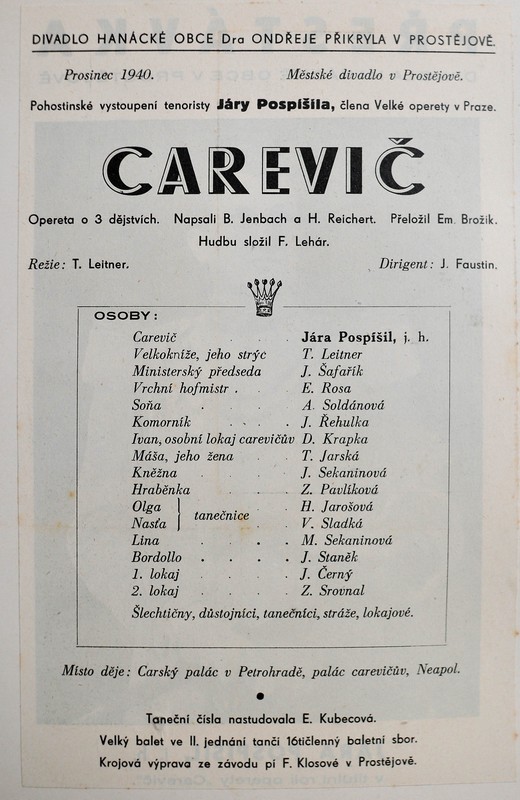 DIVADLO HANÁCKÉ OBCE Dra ONDŘEJE PŘIKRYLA V PROSTĚJOVĚ.
Prosinec 1940. Městské divadlo v Prostějově.
Pohostinské vystoupení tenoristy Járy Pospíšila, člena Velké operety v Praze.
CAREVIČ
Opereta o 3 dějstvích. Napsali B. Jenbach a H. Reichert. Přeložil Em. Brožík.
Hudbu složil F. Lehár.
Režie: T. Leitner. Dirigent: J. Faustin.
OSOBY:
Carevič . . . Jára Pospíšil, j. h.
Velkokníže, jeho strýc T. Leitner
Ministerský předseda J. Šafařík
Vrchní hofmistr . . . E. Rosa
Soňa . . . . A. Soldánová
Komorník . . . J. Řehulka
Ivan, osobní lokaj carevičův D. Krapka
Máša, jeho žena . . T. Jarská
Kněžna . . . . J. Sekaninová
Hraběnka . . . Z. Pavlíková
Olga } tanečnice . . H. Jarošová
Nasťa V. Sladká
Lina . . . . M. Sekaninová
Bordollo . . . . J. Staněk
1. lokaj . . . . J. Černý
2. lokaj . . . . Z. Srovnal
Šlechtičny, důstojníci, tanečníci, stráže, lokajové.
Místo děje: Carský palác v Petrohradě, palác carevičův, Neapol.
Taneční čísla nastudovala E. Kubecová.
Velký balet ve II. jednání tančí 16tičlenný baletní sbor.
Krojová výprava ze závodu pí F. Klosové v Prostějově.